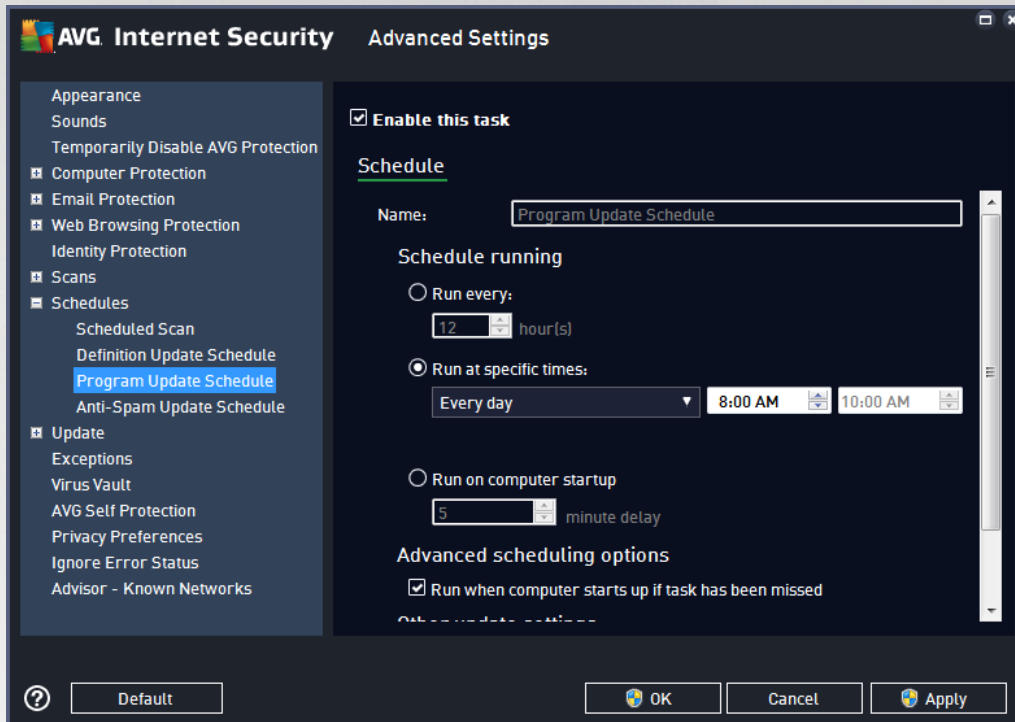 AVG. Internet Security Advanced Settings
Appearance
Sounds
Temporarily Disable AVG Protection
Computer Protection
Email Protection
Web Browsing Protection
Identity Protection
Scans
Schedules
Scheduled Scan
Definition Update Schedule
Program Update Schedule
Anti-Spam Update Schedule
Update
Exceptions
Virus Vault
AVG Self Protection
Privacy Preferences
Ignore Error Status
Advisor - Known Networks
Enable this task
Schedule
Name: Program Update Schedule
Schedule running
Run every:
12 hour(s)
Run at specific times:
Every day 8:00 AM 10:00 AM
Run on computer startup
5 minute delay
Advanced scheduling options
Run when computer starts up if task has been missed
Other update settings
? Default OK Cancel Apply